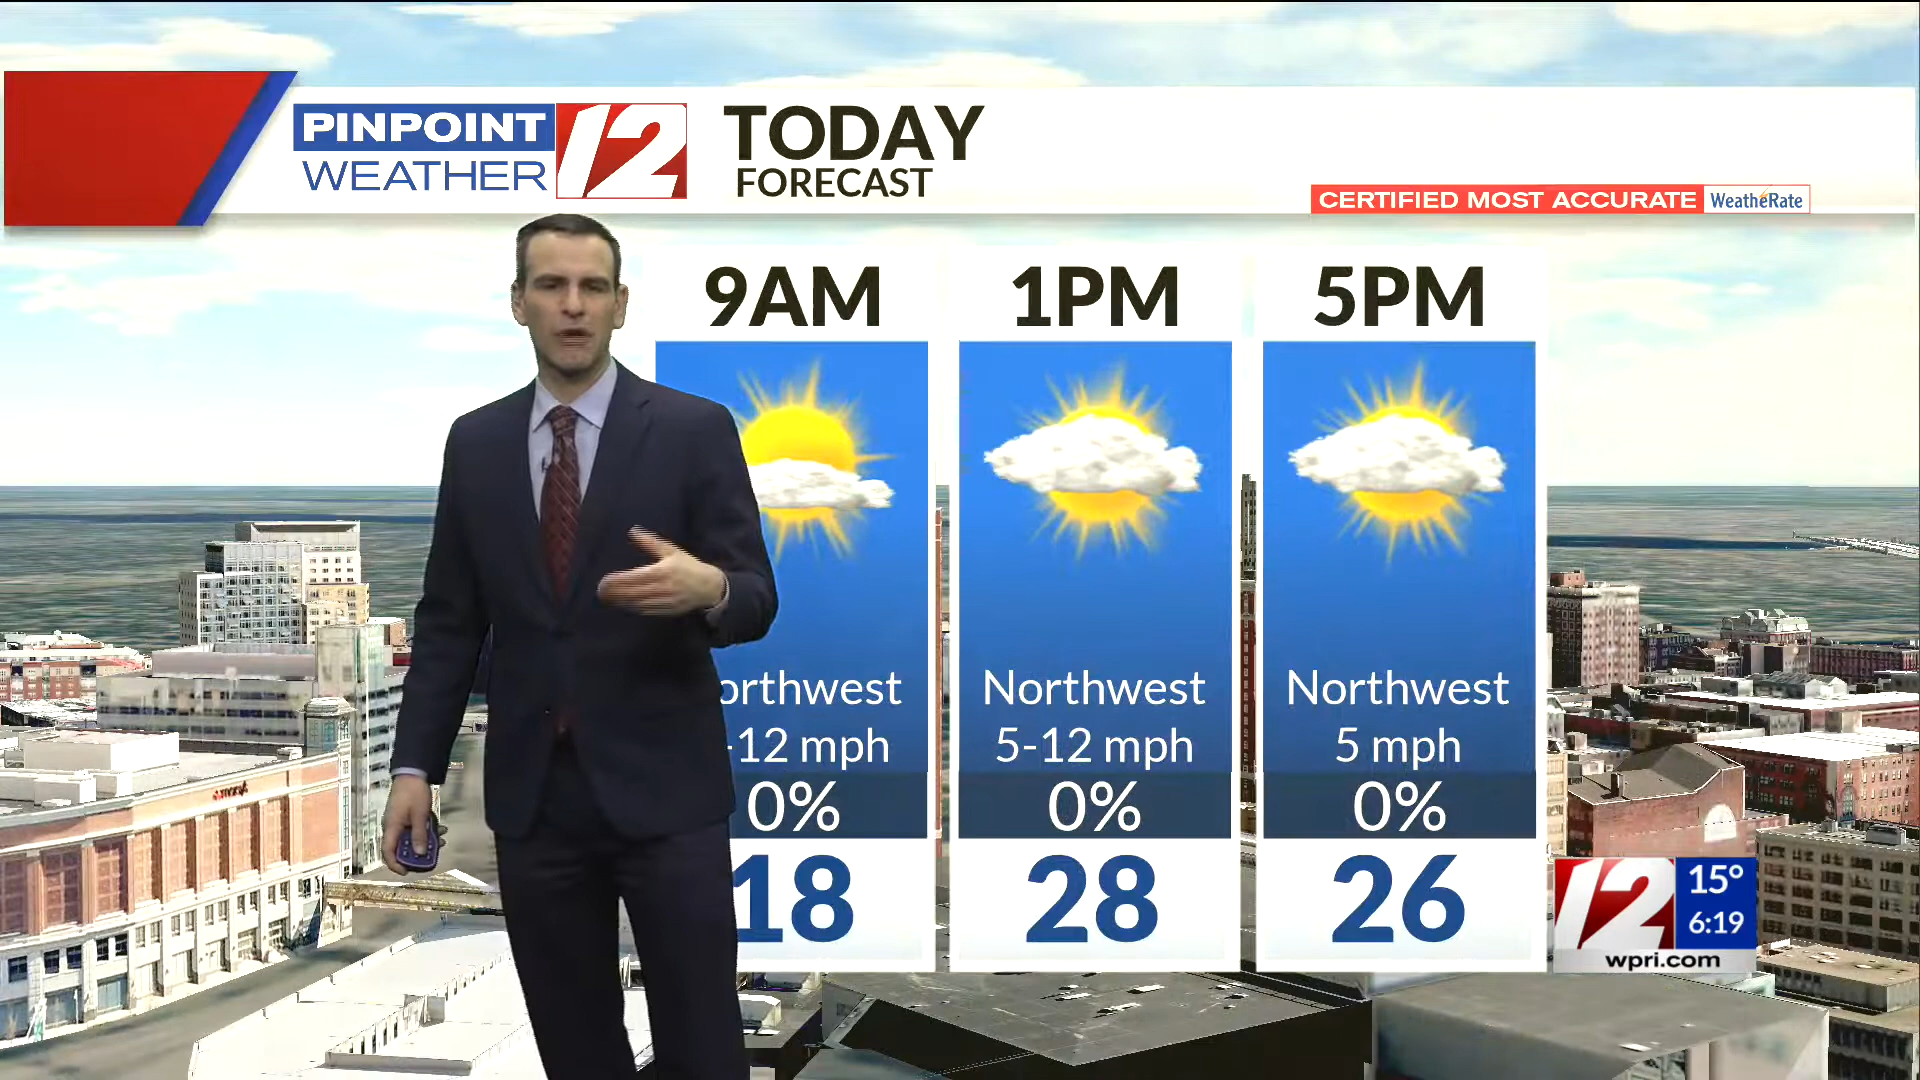 PINPOINT
WEATHER
12
TODAY
FORECAST
CERTIFIED MOST ACCURATE WeatheRate
9AM 1PM 5PM
orthwest Northwest Northwest
-12 mph 5-12 mph 5 mph
0% 0% 0%
18 28 26
12 15°
6:19
wpri.com